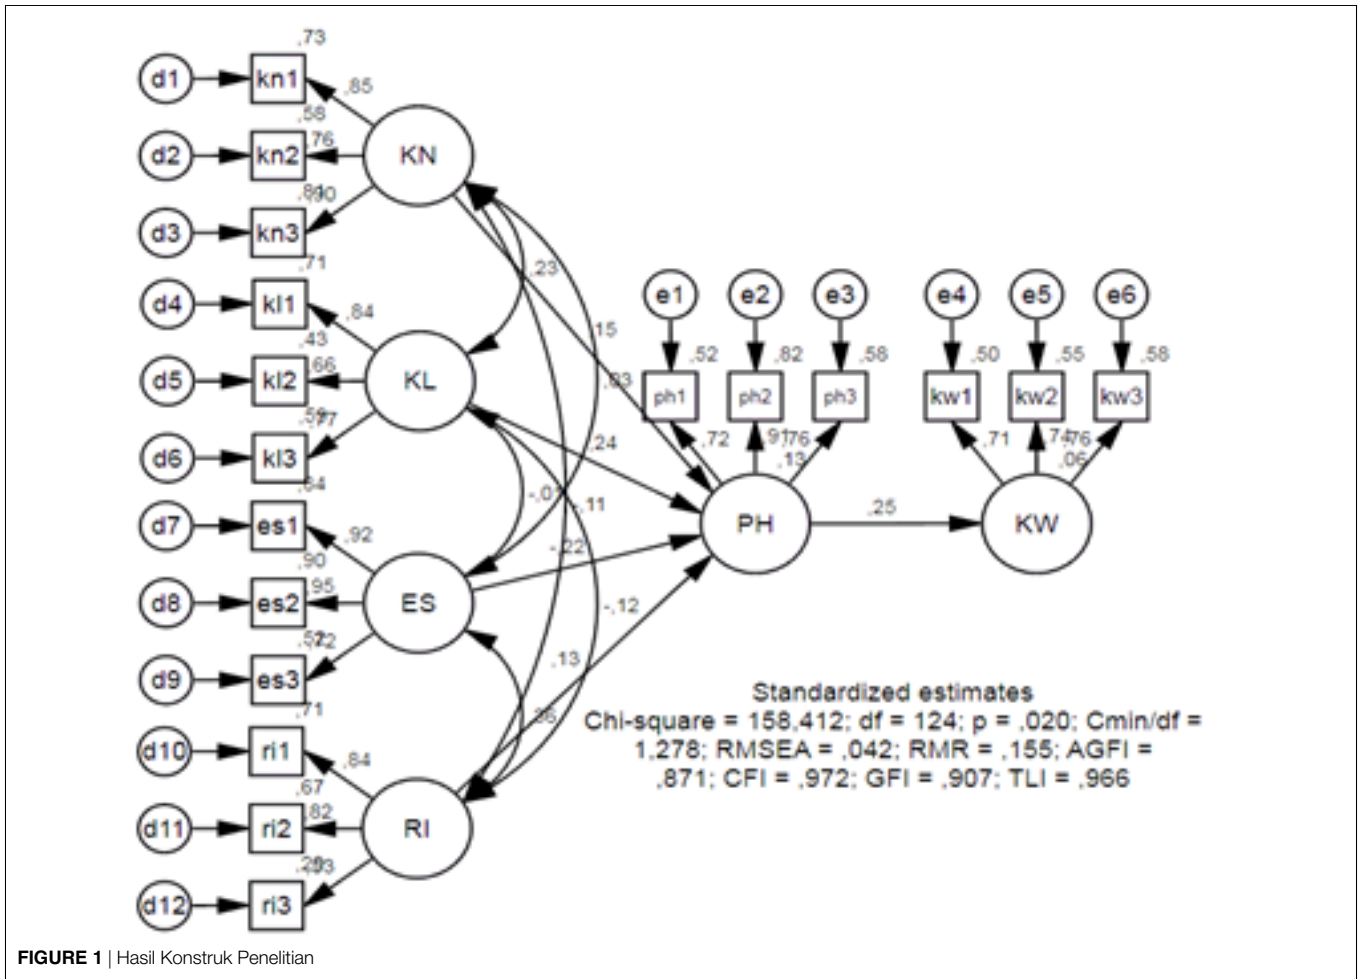 ,73
d1 kn1 ,85
,58
d2 kn2 ,76 KN
d3 kn3
,71 ,23
d4 kl1 ,84
e1 e2 e3 e4 e5 e6
,43 ,15 ,52 ,82 ,58 ,50 ,55 ,58
d5 kl2 ,66 KL
ph1 ph2 ph3 kw1 kw2 kw3
,24 ,72 ,91 ,76 ,71 ,74 ,76
d6 kl3 ,13 ,06
-,11
d7 es1 ,92 PH ,25 KW
,90 -,22
d8 es2 ,95 ES -,12
d9 es3 ,13
,71
Standardized estimates
Chi-square = 158,412; df = 124; p = ,020; Cmin/df =
1,278; RMSEA = ,042; RMR = ,155; AGFI =
,871; CFI = ,972; GFI = ,907; TLI = ,966
d10 ri1 ,84
,67
d11 ri2 ,82 RI
d12 ri3
FIGURE 1 | Hasil Konstruk Penelitian